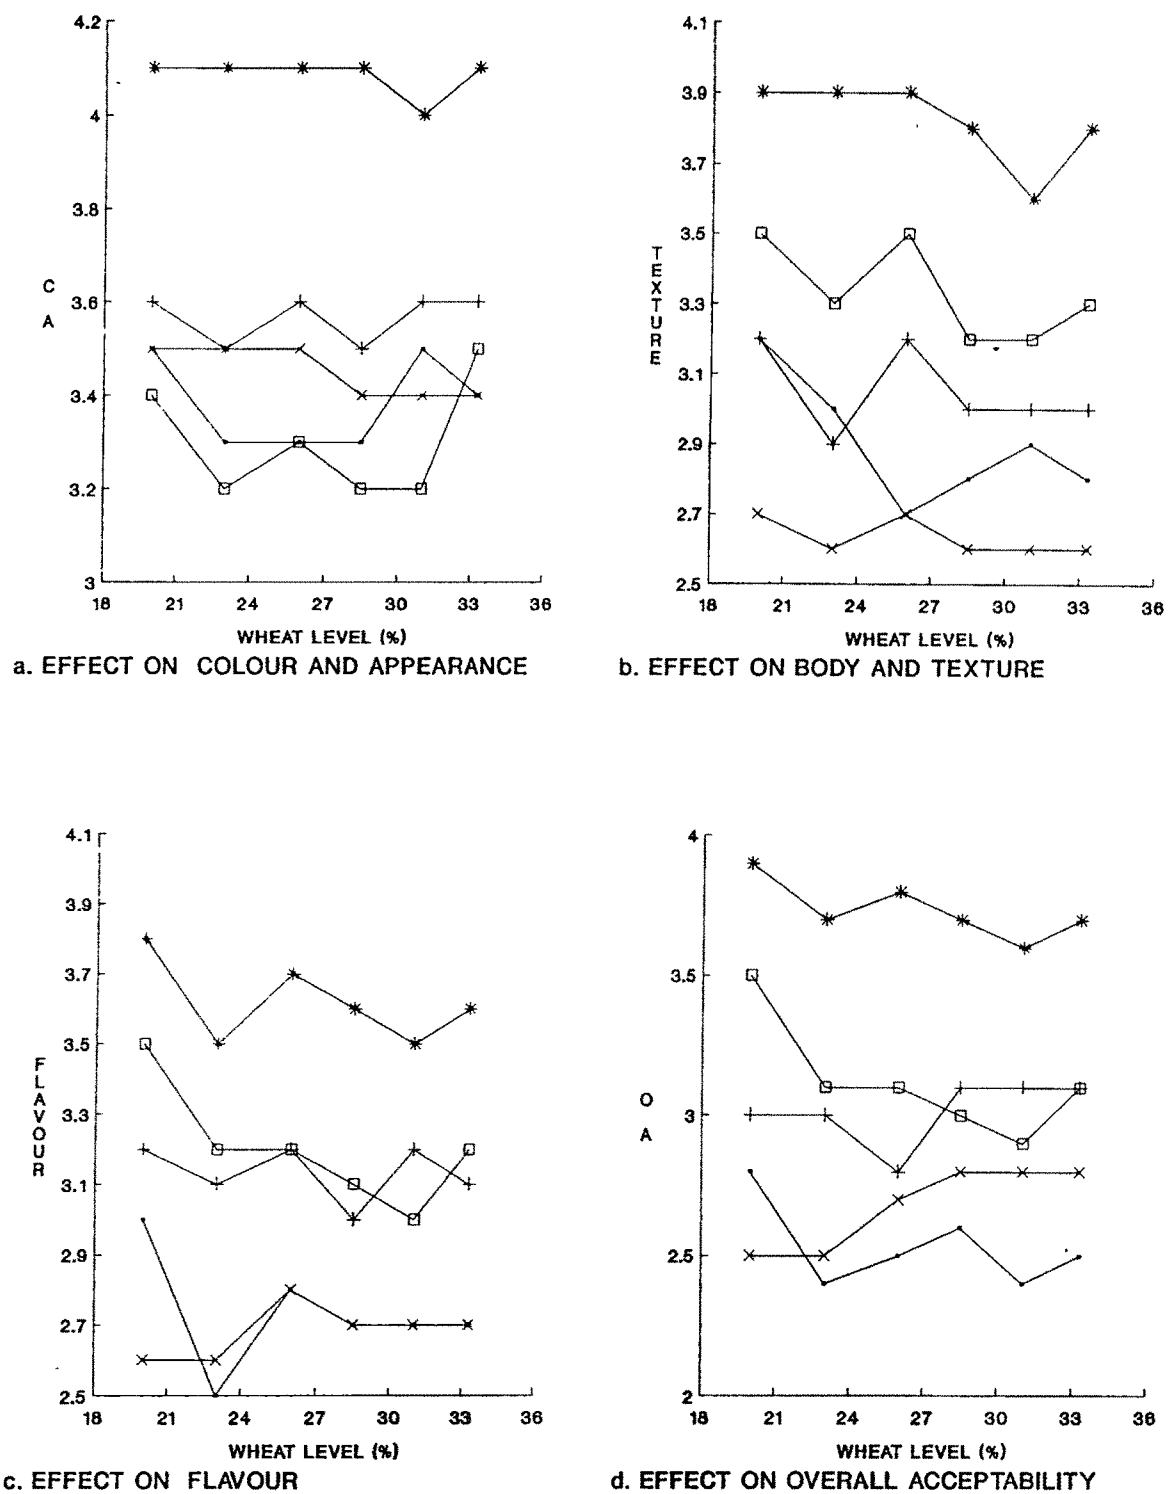 4.2
4
3.8
C
A
3.6
3.4
3.2
3
18 21 24 27 30 33 36
WHEAT LEVEL (%)
a. EFFECT ON COLOUR AND APPEARANCE
4.1
3.9
3.7
3.5
TEXTURE
3.3
3.1
2.9
2.7
2.5
18 21 24 27 30 33 36
WHEAT LEVEL (%)
b. EFFECT ON BODY AND TEXTURE
4.1
3.9
3.7
3.5
FLAVOUR
3.3
3.1
2.9
2.7
2.5
18 21 24 27 30 33 36
WHEAT LEVEL (%)
c. EFFECT ON FLAVOUR
4
3.5
O
A
3
2.5
2
18 21 24 27 30 33 36
WHEAT LEVEL (%)
d. EFFECT ON OVERALL ACCEPTABILITY